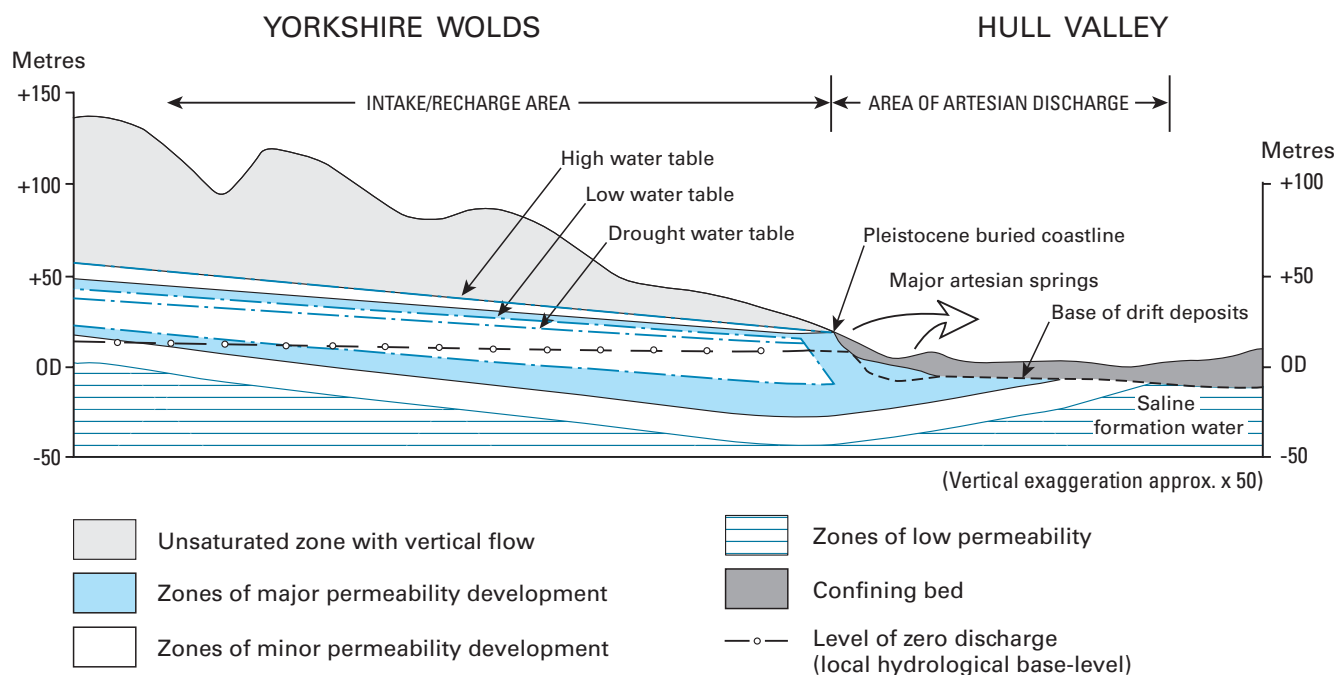 YORKSHIRE WOLDS
HULL VALLEY
Metres
+150
INTAKE/RECHARGE AREA
AREA OF ARTESIAN DISCHARGE
High water table
Metres
+100
Low water table
+100
Drought water table
Pleistocene buried coastline
Major artesian springs
+50
+50
Base of drift deposits
OD
OD
Saline
formation water
-50
-50
(Vertical exaggeration approx. x 50)
Unsaturated zone with vertical flow
Zones of major permeability development
Zones of minor permeability development
Zones of low permeability
Confining bed
Level of zero discharge
(local hydrological base-level)